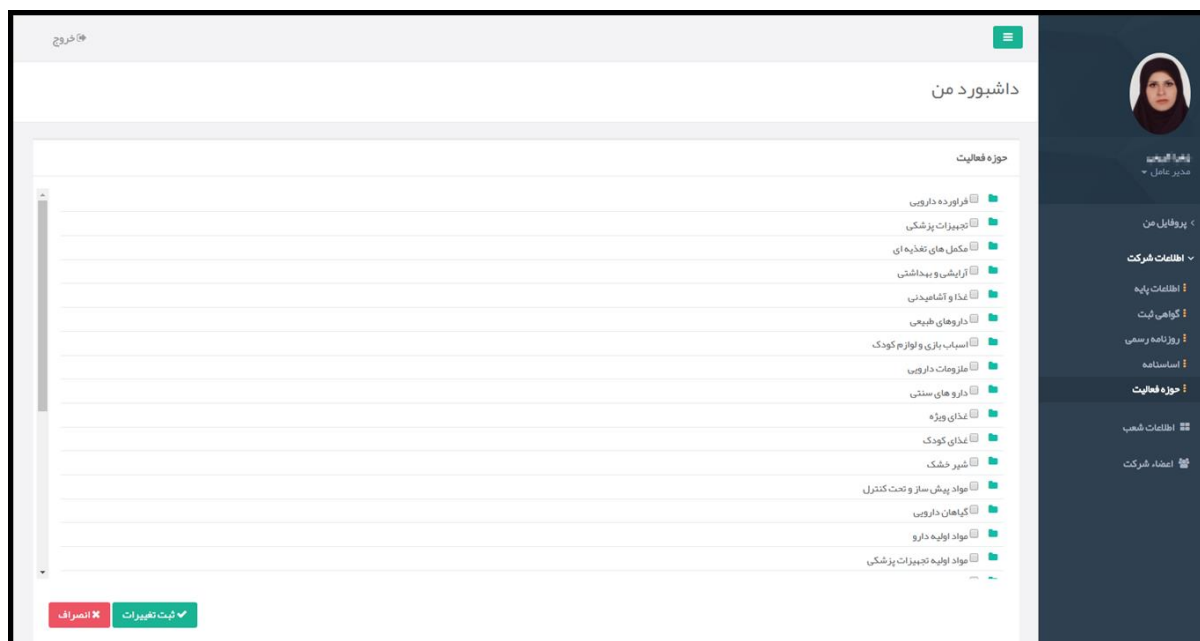 خروج
داشبورد من
حوزه فعالیت
فراورده دارویی
تجهیزات پزشکی
مکمل های تغذیه ای
آرایشی و بهداشتی
غذا و آشامیدنی
داروهای طبیعی
اسباب بازی و لوازم کودک
ملزومات دارویی
دارو های سنتی
غذای ویژه
غذای کودک
شیر خشک
مواد پیش ساز و تحت کنترل
گیاهان دارویی
مواد اولیه دارو
مواد اولیه تجهیزات پزشکی
ثبت تغییرات
انصراف
مدیر عامل
پروفایل من
اطلاعات شرکت
اطلاعات پایه
گواهی ثبت
روزنامه رسمی
اساسنامه
حوزه فعالیت
اطلاعات شعب
اعضاء شرکت